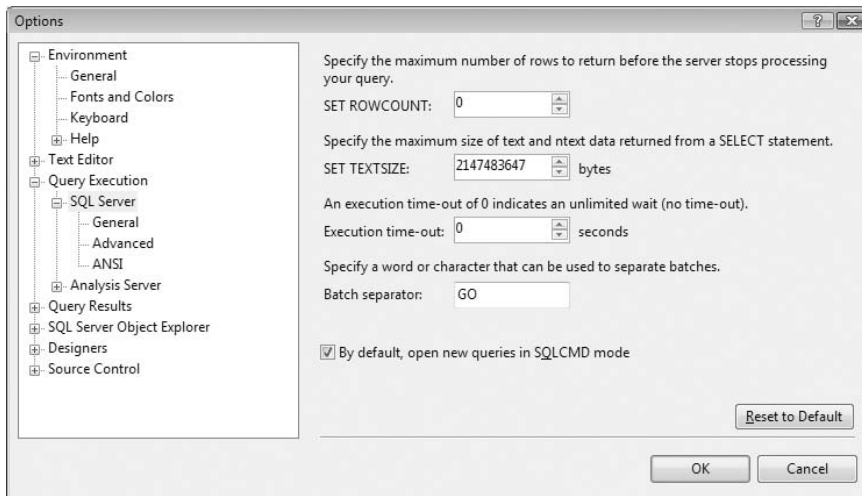 Options
Environment
General
Fonts and Colors
Keyboard
Help
Text Editor
Query Execution
SQL Server
General
Advanced
ANSI
Analysis Server
Query Results
SQL Server Object Explorer
Designers
Source Control
Specify the maximum number of rows to return before the server stops processing
your query.
SET ROWCOUNT: 0
Specify the maximum size of text and ntext data returned from a SELECT statement.
SET TEXTSIZE: 2147483647 bytes
An execution time-out of 0 indicates an unlimited wait (no time-out).
Execution time-out: 0 seconds
Specify a word or character that can be used to separate batches.
Batch separator: GO
By default, open new queries in SQLCMD mode
Reset to Default
OK Cancel